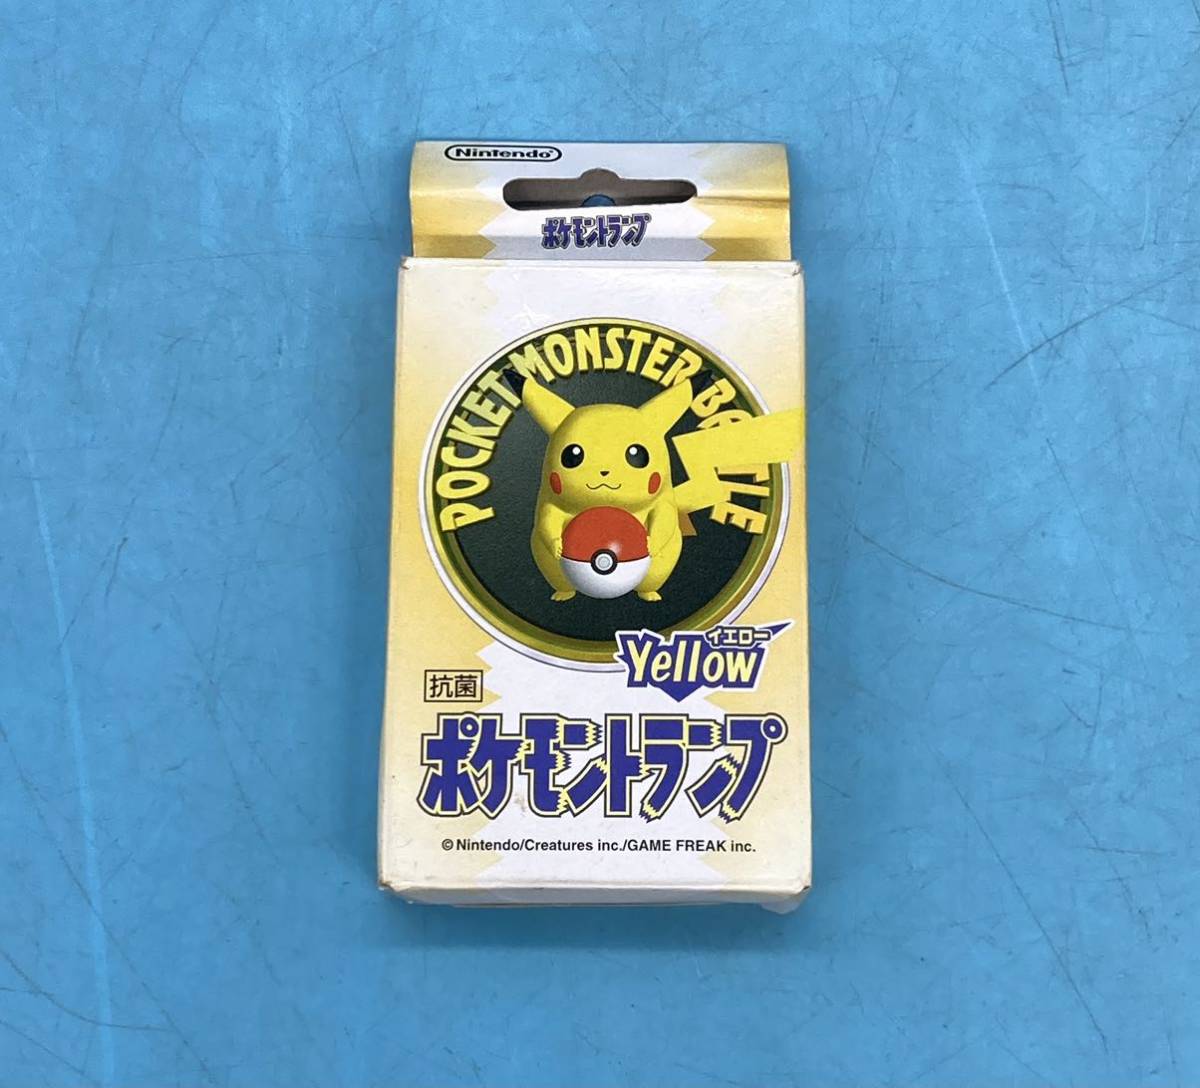 Nintendo
ポケモントランプ
POCKET MONSTER BATTLE
イエロー
Yellow
抗菌
ポケモントランプ
©Nintendo/Creatures inc./GAME FREAK inc.